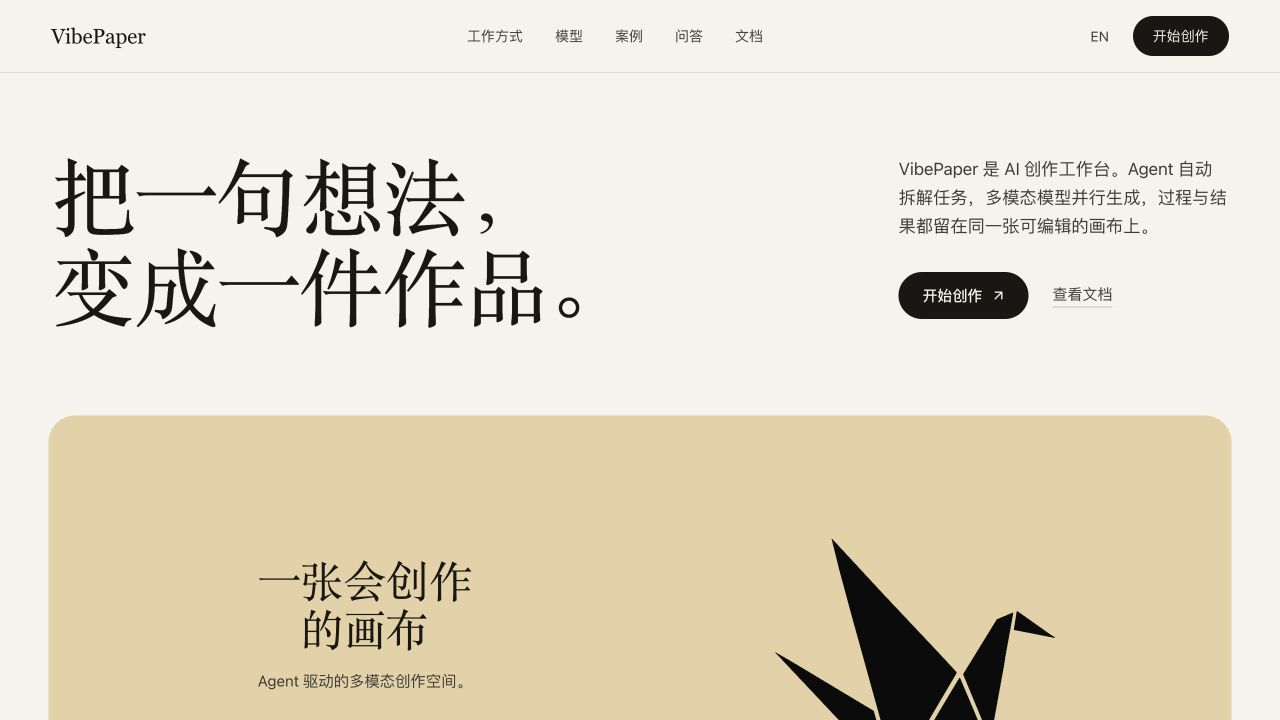 VibePaper
工作方式
模型
案例
问答
文档
EN
开始创作
把一句想法，
变成一件作品。
VibePaper 是 AI 创作工作台。Agent 自动
拆解任务，多模态模型并行生成，过程与结
果都留在同一张可编辑的画布上。
开始创作
查看文档
一张会创作
的画布
Agent 驱动的多模态创作空间。